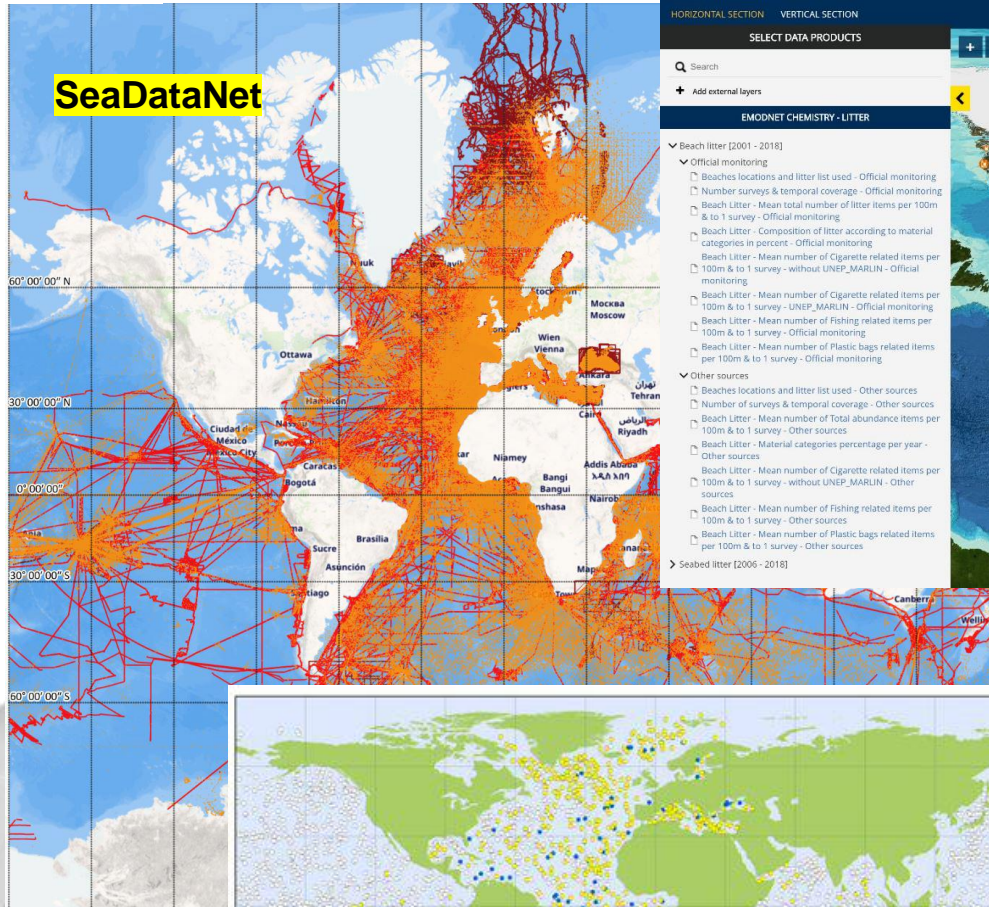 SeaDataNet
HORIZONTAL SECTION VERTICAL SECTION
SELECT DATA PRODUCTS
Search
+ Add external layers
EMODNET CHEMISTRY - LITTER
Beach litter [2001 - 2018]
Official monitoring
Beaches locations and litter list used - Official monitoring
Number surveys & temporal coverage - Official monitoring
Beach Litter - Mean total number of litter items per 100m
& to 1 survey - Official monitoring
Beach Litter - Composition of litter according to material
categories in percent - Official monitoring
Beach Litter - Mean number of Cigarette related items per
100m & to 1 survey - without UNEP_MARLIN - Official
monitoring
Beach Litter - Mean number of Cigarette related items per
100m & to 1 survey - UNEP_MARLIN - Official monitoring
Beach Litter - Mean number of Fishing related items per
100m & to 1 survey - Official monitoring
Beach Litter - Mean number of Plastic bags related items
per 100m & to 1 survey - Official monitoring
Other sources
Beaches locations and litter list used - Other sources
Number of surveys & temporal coverage - Other sources
Beach Litter - Mean number of Total abundance items per
100m & to 1 survey - Other sources
Beach Litter - Material categories percentage per year -
Other sources
Beach Litter - Mean number of Cigarette related items per
100m & to 1 survey - without UNEP_MARLIN - Other
sources
Beach Litter - Mean number of Fishing related items per
100m & to 1 survey - Other sources
Beach Litter - Mean number of Plastic bags related items
per 100m & to 1 survey - Other sources
Seabed litter [2006 - 2018]
60° 00' 00" N
Москва
Moscow
Wien
Vienna
Ottawa
Ankara
تهران
Tehran
30° 00' 00" N
Hamilton
الرياض
Riyadh
Ciudad de
México
Mexico City
Niamey
Caracas
Addis Ababa
አዲስ አበባ
Bogotá
Bangi
Bangui
0° 00' 00"
Nairob
nshasa
Brasilia
Sucre
Asunción
30° 00' 00" S
Santiago
Canberra
Welli
60° 00' 00" S